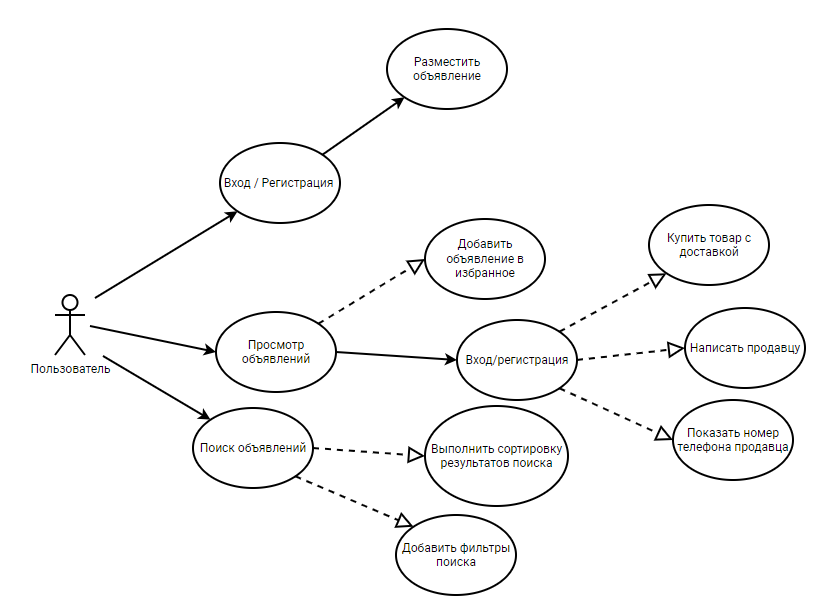 Разместить
объявление
Вход / Регистрация
Добавить
объявление в
избранное
Купить товар с
доставкой
Просмотр
объявлений
Вход/регистрация
Написать продавцу
Пользователь
Поиск объявлений
Выполнить сортировку
результатов поиска
Показать номер
телефона продавца
Добавить фильтры
поиска